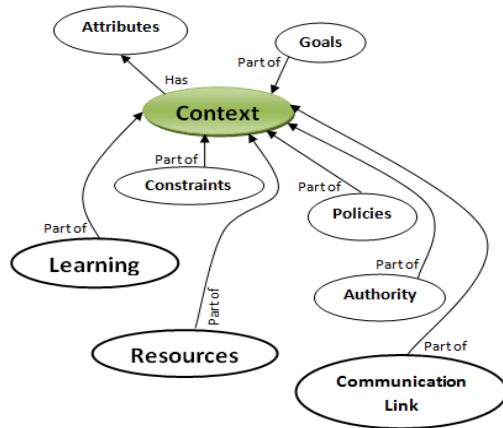 Attributes
Goals
Has
Part of
Context
Part of
Constraints
Part of
Policies
Part of
Learning
Part of
Authority
Part of
Resources
Part of
Communication
Link